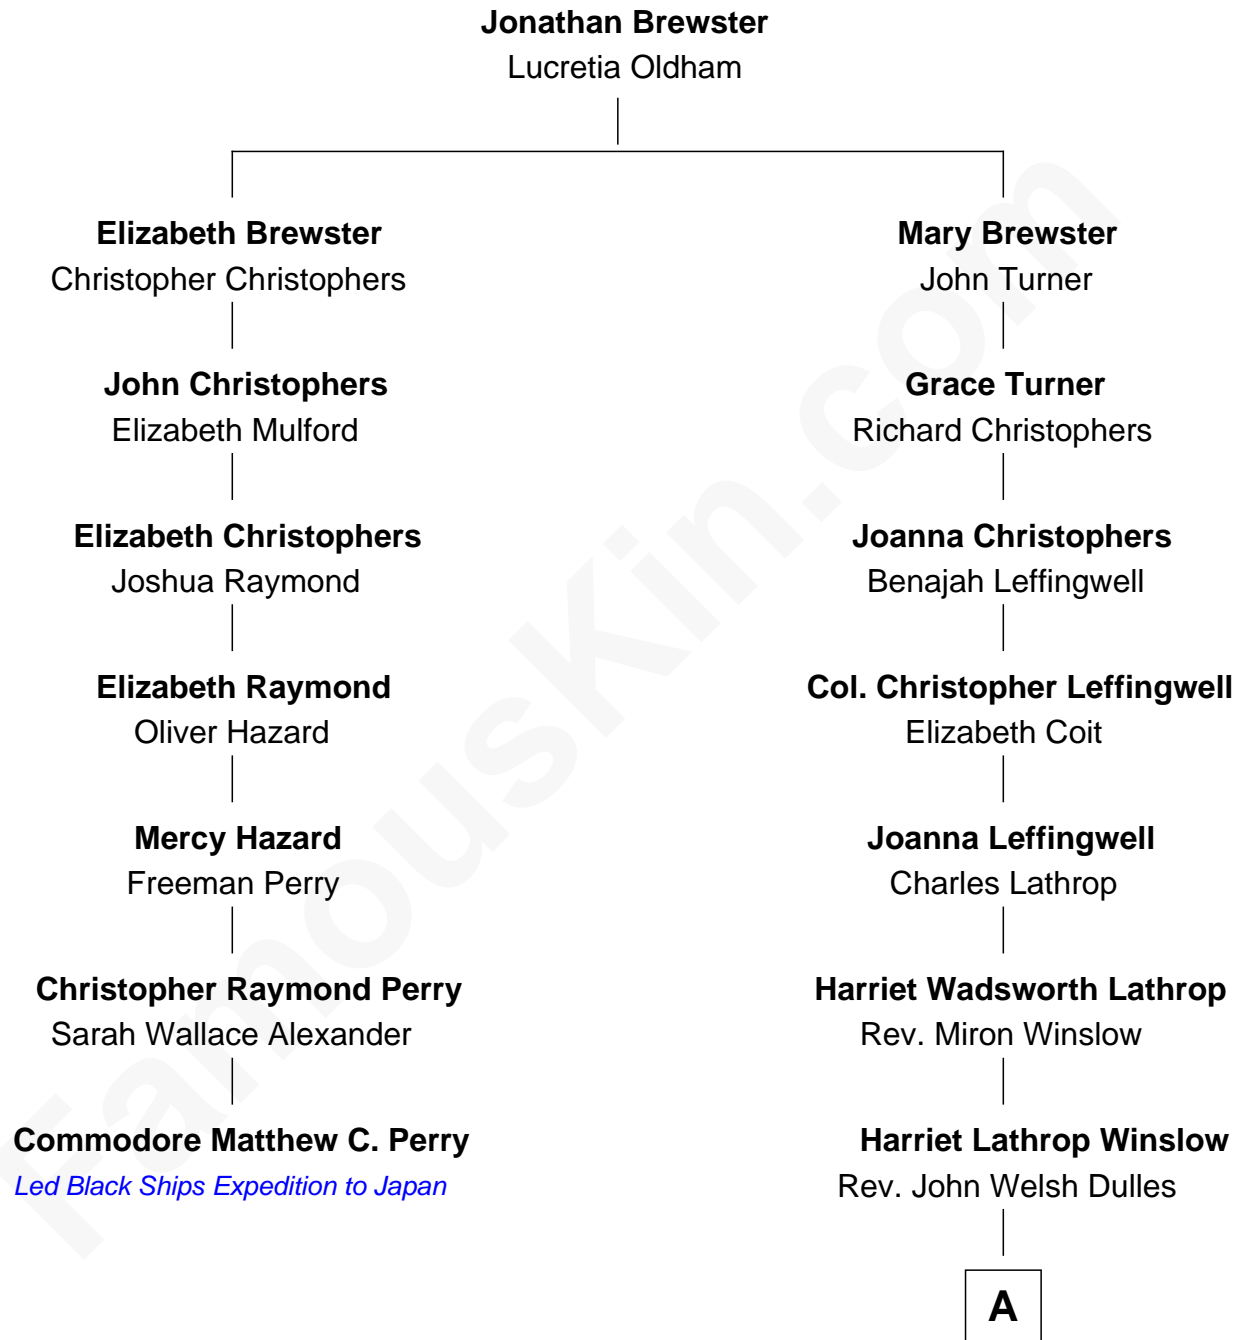 Jonathan Brewster
Lucretia Oldham
Elizabeth Brewster
Christopher Christophers
Mary Brewster
John Turner
John Christophers
Elizabeth Mulford
Grace Turner
Richard Christophers
Elizabeth Christophers
Joshua Raymond
Joanna Christophers
Benajah Leffingwell
Elizabeth Raymond
Oliver Hazard
Col. Christopher Leffingwell
Elizabeth Coit
Mercy Hazard
Freeman Perry
Joanna Leffingwell
Charles Lathrop
Christopher Raymond Perry
Sarah Wallace Alexander
Harriet Wadsworth Lathrop
Rev. Miron Winslow
Commodore Matthew C. Perry
Led Black Ships Expedition to Japan
Harriet Lathrop Winslow
Rev. John Welsh Dulles
A
FamousKin.com